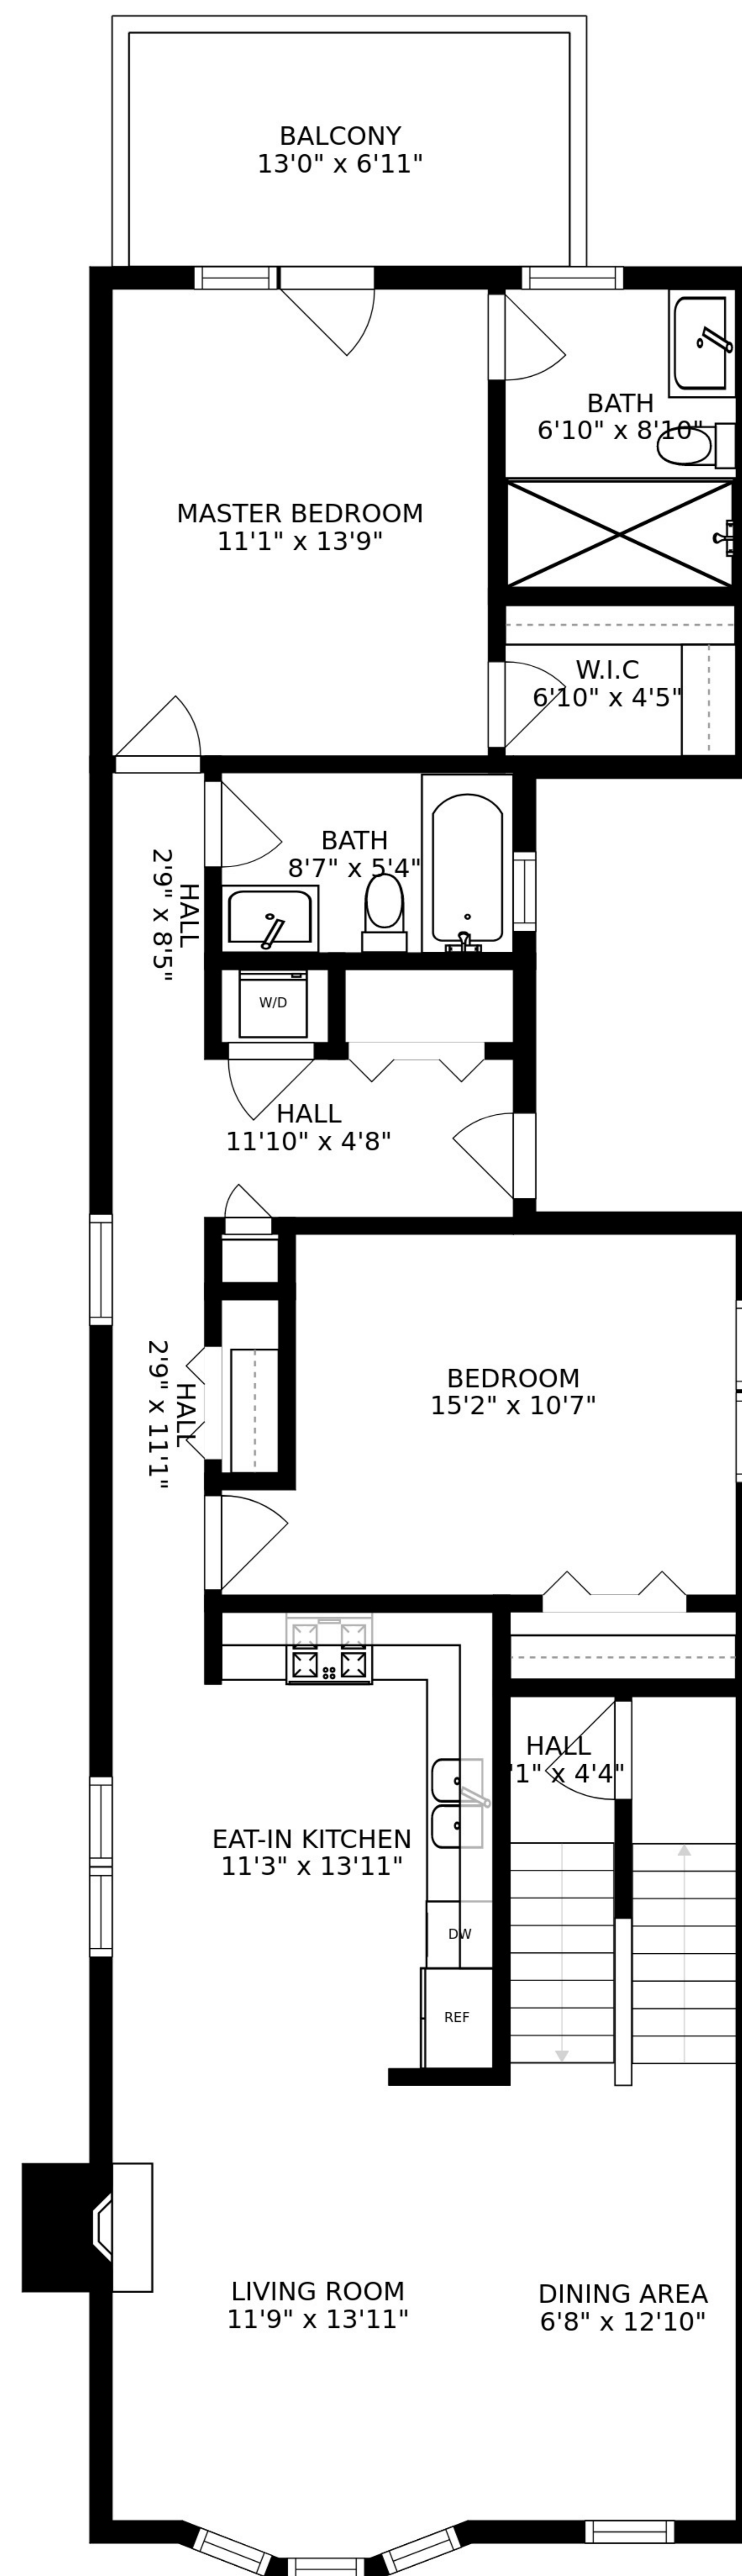 BALCONY
13'0" x 6'11"
BATH
6'10" x 8'10"
MASTER BEDROOM
11'1" x 13'9"
W.I.C
6'10" x 4'5"
BATH
8'7" x 5'4"
HALL
2'9" x 8'5"
W/D
HALL
11'10" x 4'8"
BEDROOM
15'2" x 10'7"
HALL
2'9" x 11'1"
HALL
'1" x 4'4"
EAT-IN KITCHEN
11'3" x 13'11"
DW
REF
LIVING ROOM
11'9" x 13'11"
DINING AREA
6'8" x 12'10"